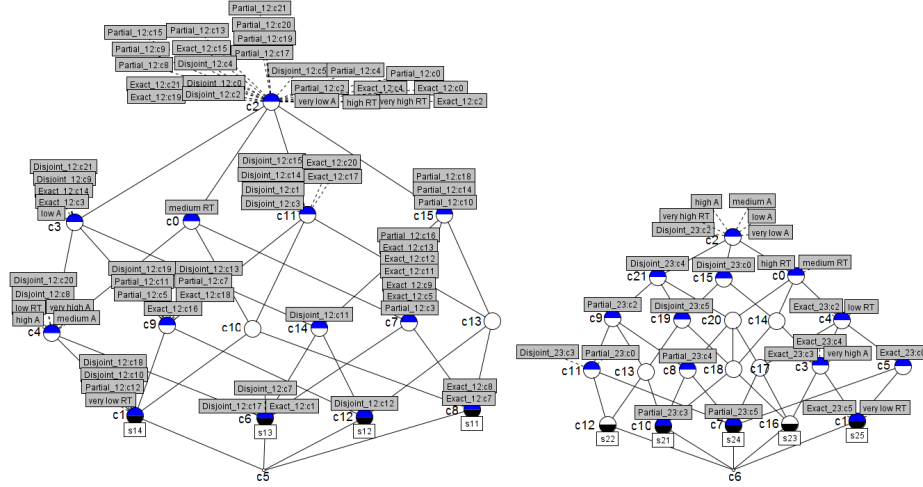 Partial_12:c21
Partial_12:c15
Partial_12:c13
Partial_12:c20
Partial_12:c9
Exact_12:c15
Partial_12:c19
Partial_12:c17
Partial_12:c8
Disjoint_12:c4
Disjoint_12:c5
Partial_12:c4
Partial_12:c0
Exact_12:c21
Disjoint_12:c0
Partial_12:c2
Exact_12:c4
Exact_12:c0
Exact_12:c19
Disjoint_12:c2
very low A
high RT
very high RT
Exact_12:c2
c2
Disjoint_12:c21
Disjoint_12:c9
Exact_12:c14
Exact_12:c3
low A
c3
medium RT
c0
Disjoint_12:c15
Exact_12:c20
Disjoint_12:c14
Exact_12:c17
Disjoint_12:c1
Disjoint_12:c3
c11
Partial_12:c18
Partial_12:c14
Partial_12:c10
c15
Disjoint_12:c20
Disjoint_12:c8
low RT
very high A
high A
medium A
c4
Disjoint_12:c19
Disjoint_12:c13
Partial_12:c11
Partial_12:c7
Partial_12:c5
Exact_12:c18
Exact_12:c16
c9
c10
Disjoint_12:c11
c14
Partial_12:c16
Exact_12:c13
Exact_12:c12
Exact_12:c11
Exact_12:c9
Exact_12:c5
Partial_12:c3
c7
c13
Disjoint_12:c18
Disjoint_12:c10
Partial_12:c12
very low RT
s14
Disjoint_12:c7
Disjoint_12:c17
Exact_12:c1
c6
s13
Disjoint_12:c12
c12
s12
Exact_12:c8
Exact_12:c7
c8
s11
c5
high A
medium A
very high RT
low A
very low A
c2
Disjoint_23:c4
Disjoint_23:c0
high RT
medium RT
c21
c15
c0
Partial_23:c2
Disjoint_23:c5
Exact_23:c2
low RT
c9
c19
c20
c14
c4
Disjoint_23:c3
Partial_23:c0
Partial_23:c4
Exact_23:c4
Exact_23:c3
very high A
c11
c13
c8
c18
c17
c3
c5
Partial_23:c3
Partial_23:c5
Exact_23:c5
very low RT
c12
c10
c7
c16
s22
s21
s24
s23
s25
c6